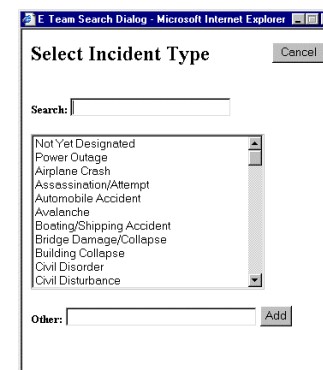 E Team Search Dialog - Microsoft Internet Explorer
Select Incident Type
Cancel
Search:
Not Yet Designated
Power Outage
Airplane Crash
Assassination/Attempt
Automobile Accident
Avalanche
Boating/Shipping Accident
Bridge Damage/Collapse
Building Collapse
Civil Disorder
Civil Disturbance
Other:
Add